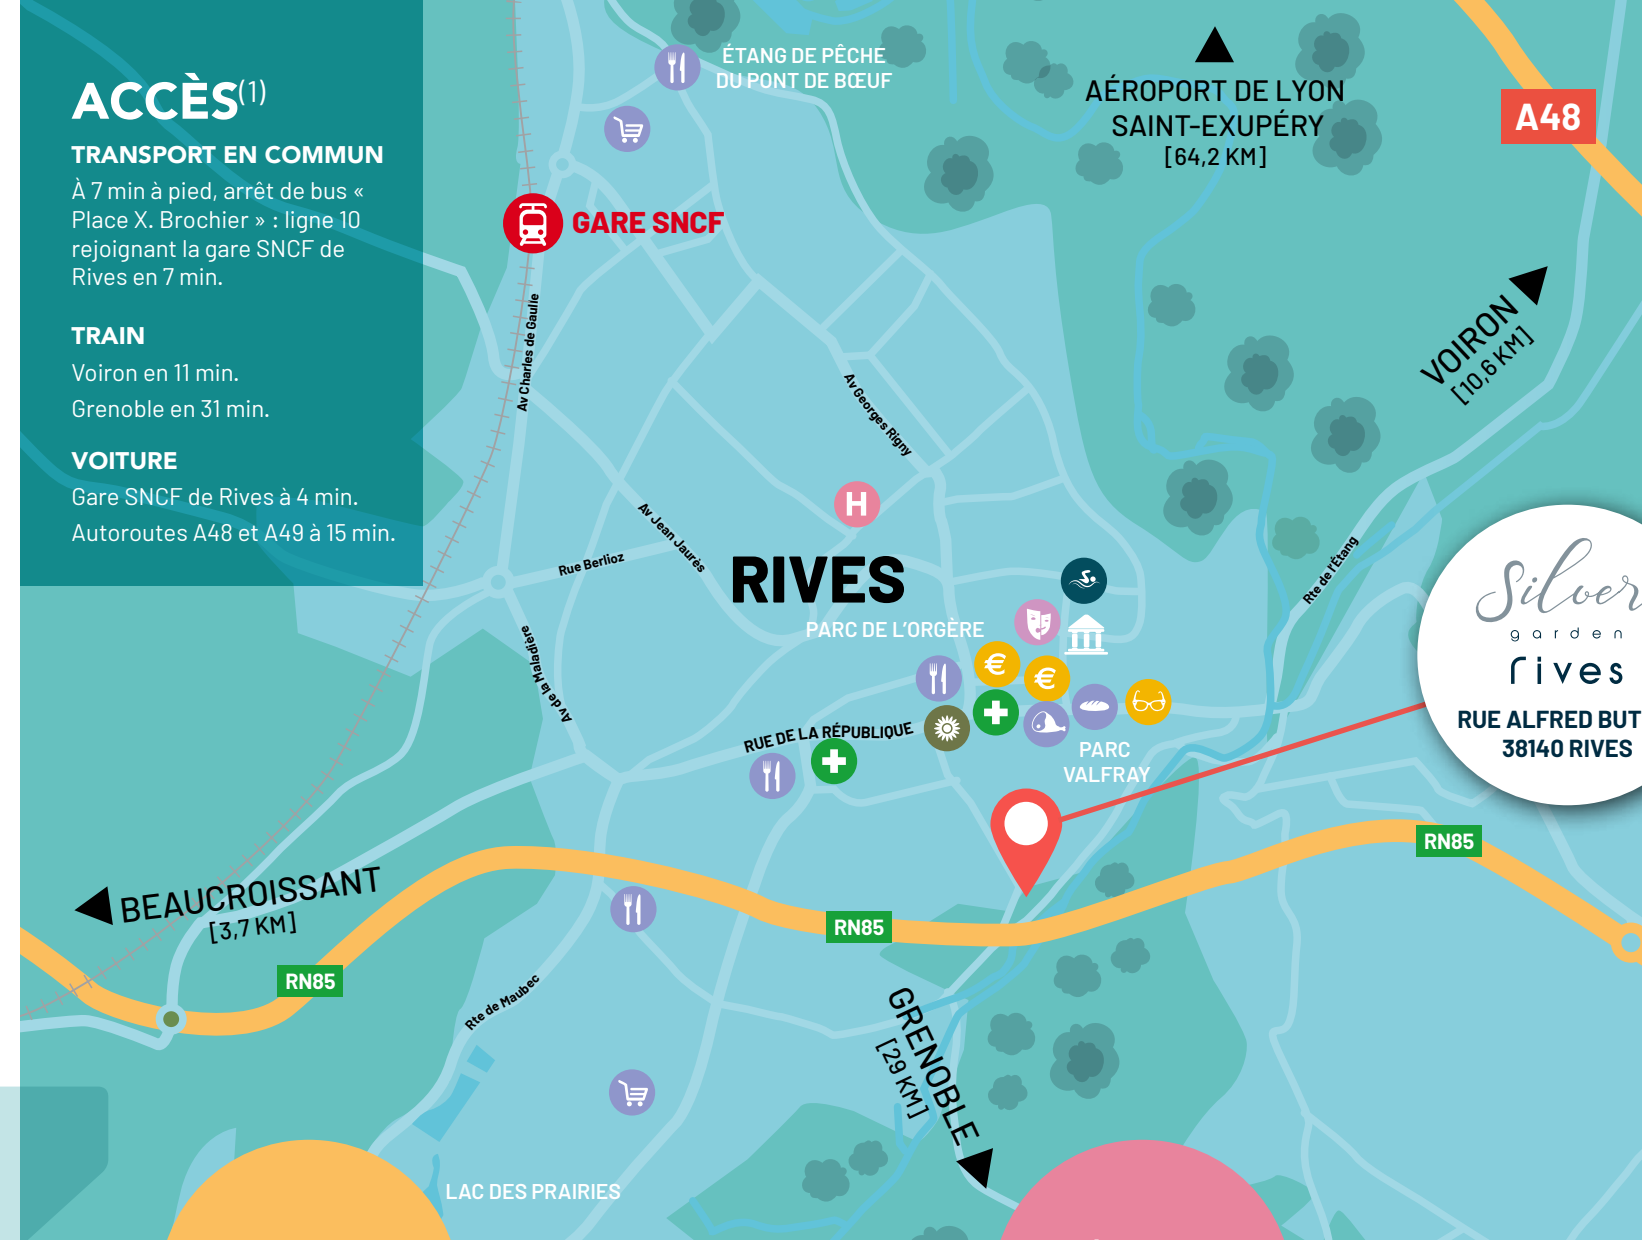 ACCÈS(1)
TRANSPORT EN COMMUN
À 7 min à pied, arrêt de bus «
Place X. Brochier » : ligne 10
rejoignant la gare SNCF de
Rives en 7 min.
TRAIN
Voiron en 11 min.
Grenoble en 31 min.
VOITURE
Gare SNCF de Rives à 4 min.
Autoroutes A48 et A49 à 15 min.
ÉTANG DE PÊCHE
DU PONT DE BŒUF
AÉROPORT DE LYON
SAINT-EXUPÉRY
[64,2 KM]
A48
GARE SNCF
VOIRON
[10,6 KM]
Av Charles de Gaulle
Av Georges Rigny
H
Av Jean Jaurès
Rue Berlioz
RIVES
PARC DE L'ORGÈRE
Rte de l'Étang
Silver
garden
rives
RUE ALFRED BUT
38140 RIVES
Av de la Maladière
€
€
RUE DE LA RÉPUBLIQUE
PARC
VALFRAY
RN85
BEAUCROISSANT
[3,7 KM]
RN85
RN85
Rte de Maubec
GRENOBLE
[29 KM]
LAC DES PRAIRIES